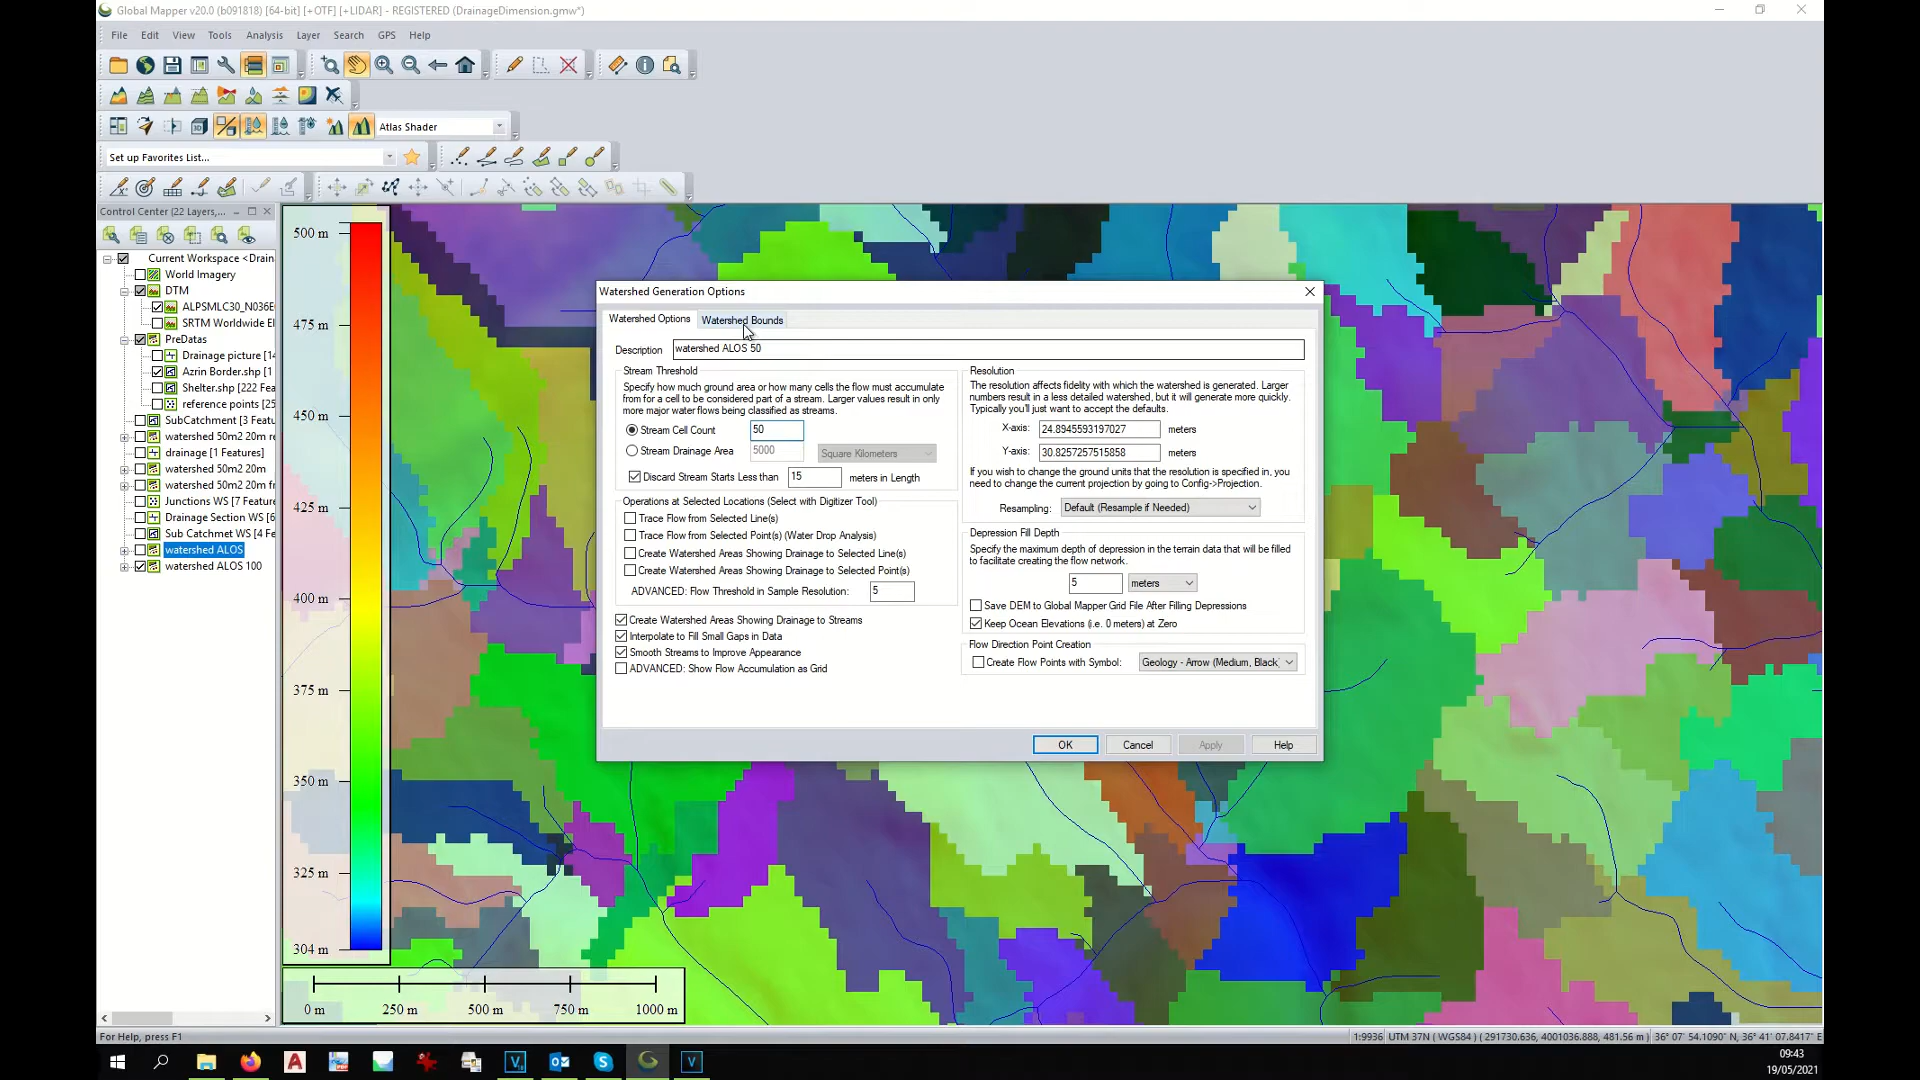 Global Mapper v20.0 (b091818) [64-bit] [+OTF] [+LIDAR] - REGISTERED (DrainageDimension.gmw*)
File Edit View Tools Analysis Layer Search GPS Help
Atlas Shader
Set up Favorites List...
Control Center (22 Layers,...
Current Workspace <Drain
World Imagery
DTM
ALPSMLC30_N036E
SRTM Worldwide El
PreDatas
Drainage picture [14
Azrin Border.shp [1
Shelter.shp [222 Fea
reference points [25
SubCatchment [3 Featu
watershed 50m2 20m re
drainage [1 Features]
watershed 50m2 20m
watershed 50m2 20m fr
Junctions WS [7 Feature
Drainage Section WS [6
Sub Catchmet WS [4 Fe
watershed ALOS
watershed ALOS 100
500 m
475 m
450 m
425 m
400 m
375 m
350 m
325 m
304 m
0 m 250 m 500 m 750 m 1000 m
Watershed Generation Options
Watershed Options Watershed Bounds
Description watershed ALOS 50
Stream Threshold
Specify how much ground area or how many cells the flow must accumulate
from for a cell to be considered part of a stream. Larger values result in only
more major water flows being classified as streams.
Stream Cell Count 50
Stream Drainage Area 5000 Square Kilometers
Discard Stream Starts Less than 15 meters in Length
Operations at Selected Locations (Select with Digitizer Tool)
Trace Flow from Selected Line(s)
Trace Flow from Selected Point(s) (Water Drop Analysis)
Create Watershed Areas Showing Drainage to Selected Line(s)
Create Watershed Areas Showing Drainage to Selected Point(s)
ADVANCED: Flow Threshold in Sample Resolution: 5
Create Watershed Areas Showing Drainage to Streams
Interpolate to Fill Small Gaps in Data
Smooth Streams to Improve Appearance
ADVANCED: Show Flow Accumulation as Grid
Resolution
The resolution affects fidelity with which the watershed is generated. Larger
numbers result in a less detailed watershed, but it will generate more quickly.
Typically you'll just want to accept the defaults.
X-axis: 24.8945593197027 meters
Y-axis: 30.8257257515858 meters
If you wish to change the ground units that the resolution is specified in, you
need to change the current projection by going to Config->Projection.
Resampling: Default (Resample if Needed)
Depression Fill Depth
Specify the maximum depth of depression in the terrain data that will be filled
to facilitate creating the flow network.
5 meters
Save DEM to Global Mapper Grid File After Filling Depressions
Keep Ocean Elevations (i.e. 0 meters) at Zero
Flow Direction Point Creation
Create Flow Points with Symbol: Geology - Arrow (Medium, Black)
OK Cancel Apply Help
For Help, press F1
1:9936 UTM 37N ( WGS84 ) ( 291730.636, 4001036.888, 481.56 m ) 36° 07' 54.1090" N, 36° 41' 07.8417" E
09:43
19/05/2021